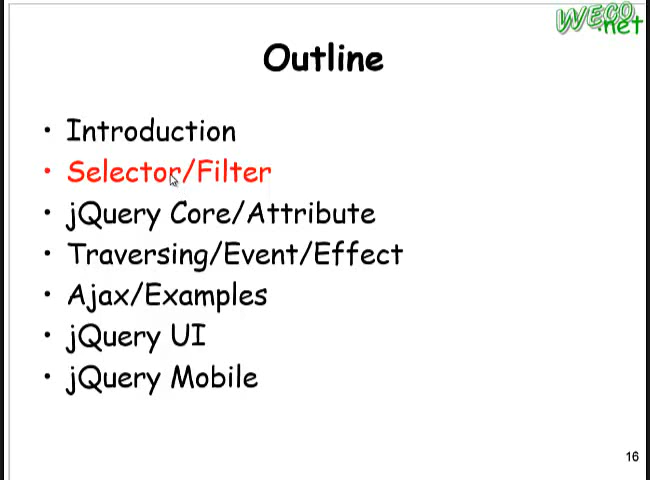 WECO
.net
Outline
• Introduction
• Selector/Filter
• jQuery Core/Attribute
• Traversing/Event/Effect
• Ajax/Examples
• jQuery UI
• jQuery Mobile
16